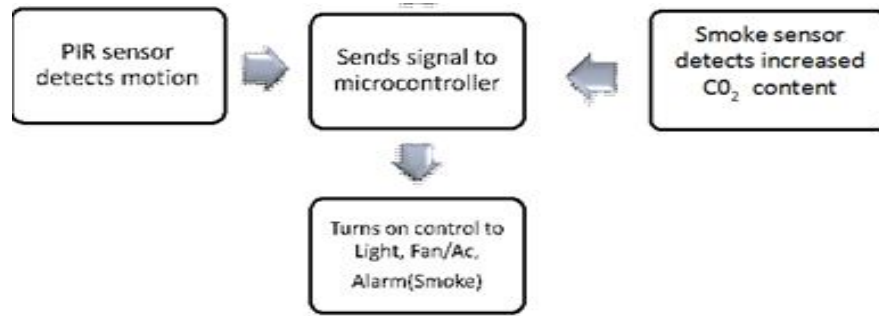 PIR sensor
detects motion
Sends signal to
microcontroller
Smoke sensor
detects increased
C0₂ content
Turns on control to
Light, Fan/Ac,
Alarm(Smoke)